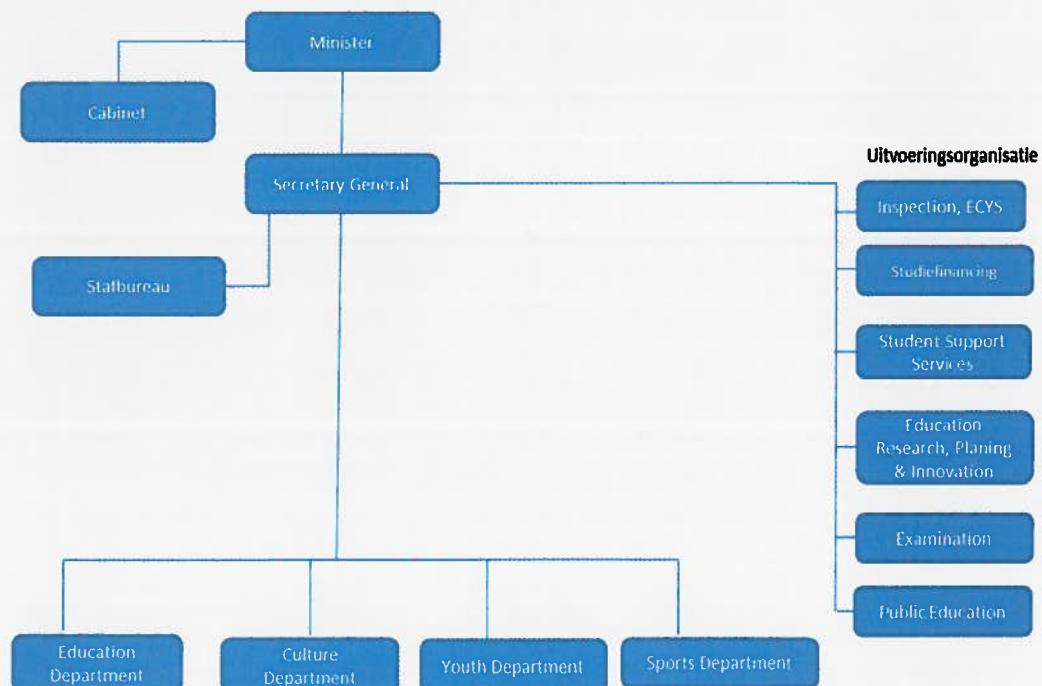 Minister
Cabinet
Secretary General
Stafbureau
Uitvoeringsorganisatie
Inspection, ECYS
Studiefinancing
Student Support
Services
Education
Research, Planing
& Innovation
Examination
Public Education
Education
Department
Culture
Department
Youth Department
Sports Department